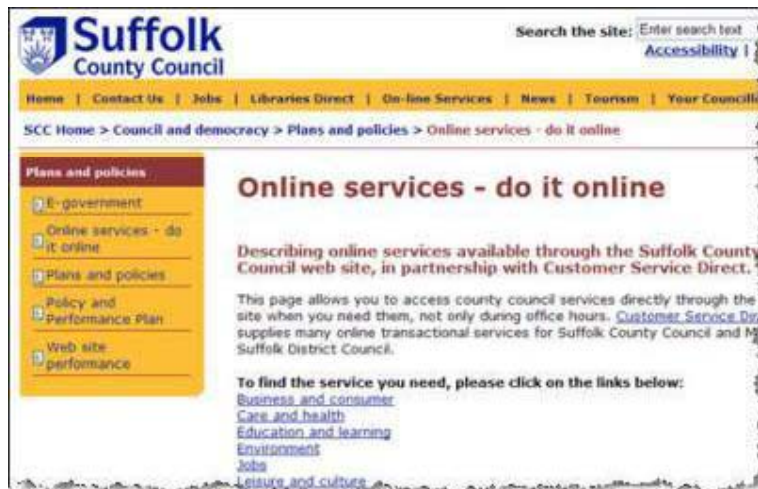 Suffolk
County Council
Search the site: Enter search text
Accessibility |
Home | Contact Us | Jobs | Libraries Direct | On-line Services | News | Tourism | Your
SCC Home > Council and democracy > Plans and policies > Online services - do it online
Plans and policies
E-government
Online services - do
it online
Plans and policies
Policy and
Performance Plan
Web site
performance
Online services - do it online
Describing online services available through the Suffolk County
Council web site, in partnership with Customer Service Direct.
This page allows you to access county council services directly through the
site when you need them, not only during office hours. Customer Service
supplies many online transactional services for Suffolk County Council and
Suffolk District Council.
To find the service you need, please click on the links below:
Business and consumer
Care and health
Education and learning
Environment
Jobs
Leisure and culture